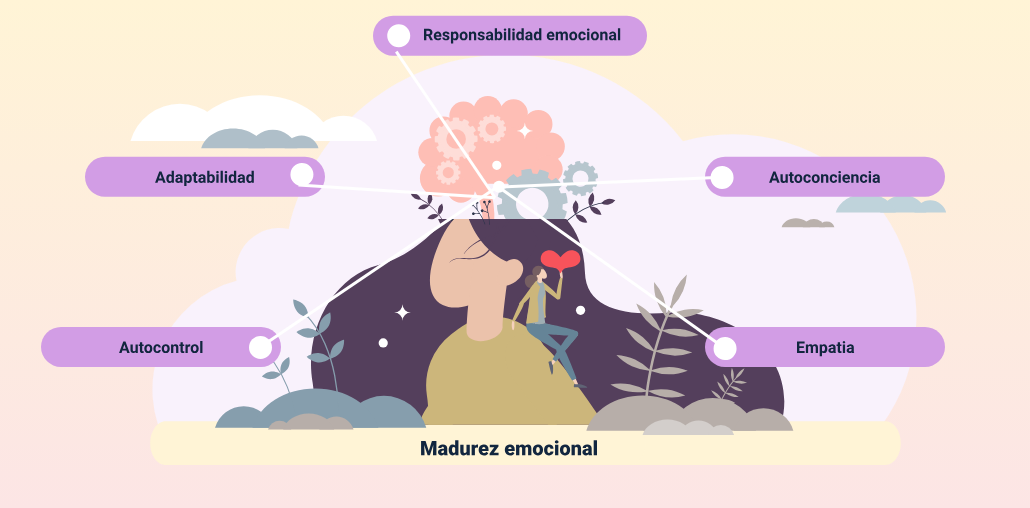 Responsabilidad emocional
Adaptabilidad
Autoconciencia
Autocontrol
Empatia
Madurez emocional